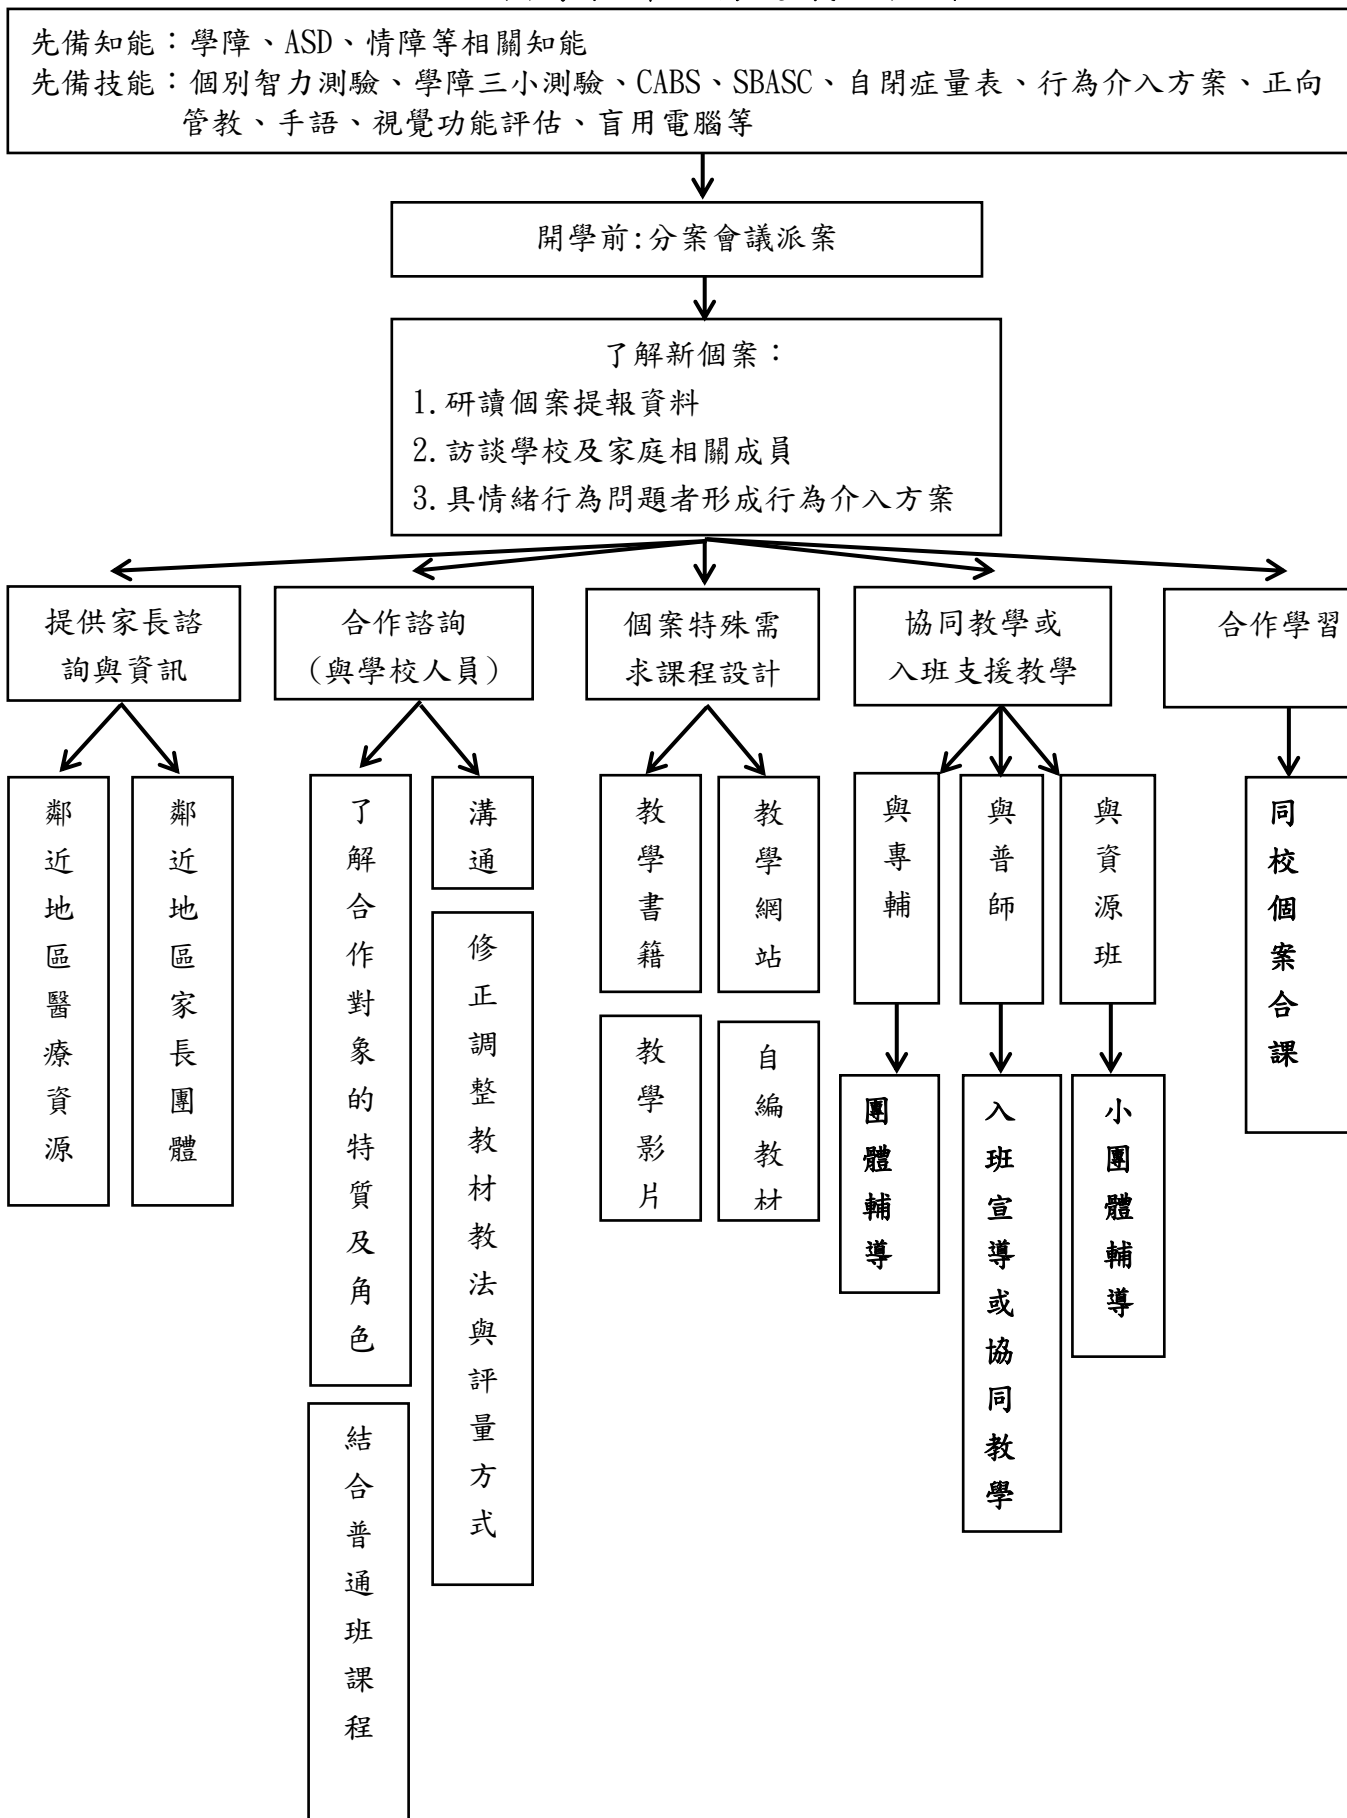 先備知能：學障、ASD、情障等相關知能
先備技能：個別智力測驗、學障三小測驗、CABS、SBASC、自閉症量表、行為介入方案、正向
管教、手語、視覺功能評估、盲用電腦等
開學前:分案會議派案
了解新個案：
1.研讀個案提報資料
2.訪談學校及家庭相關成員
3.具情緒行為問題者形成行為介入方案
提供家長諮
詢與資訊
合作諮詢
(與學校人員)
個案特殊需
求課程設計
協同教學或
入班支援教學
合作學習
鄰近地區醫療資源
鄰近地區家長團體
了解合作對象的特質及角色
溝通
教學書籍
教學網站
與專輔
與普師
與資源班
同校個案合課
修正調整教材教法與評量方式
教學影片
自編教材
團體輔導
入班宣導或協同教學
小團體輔導
結合普通班課程